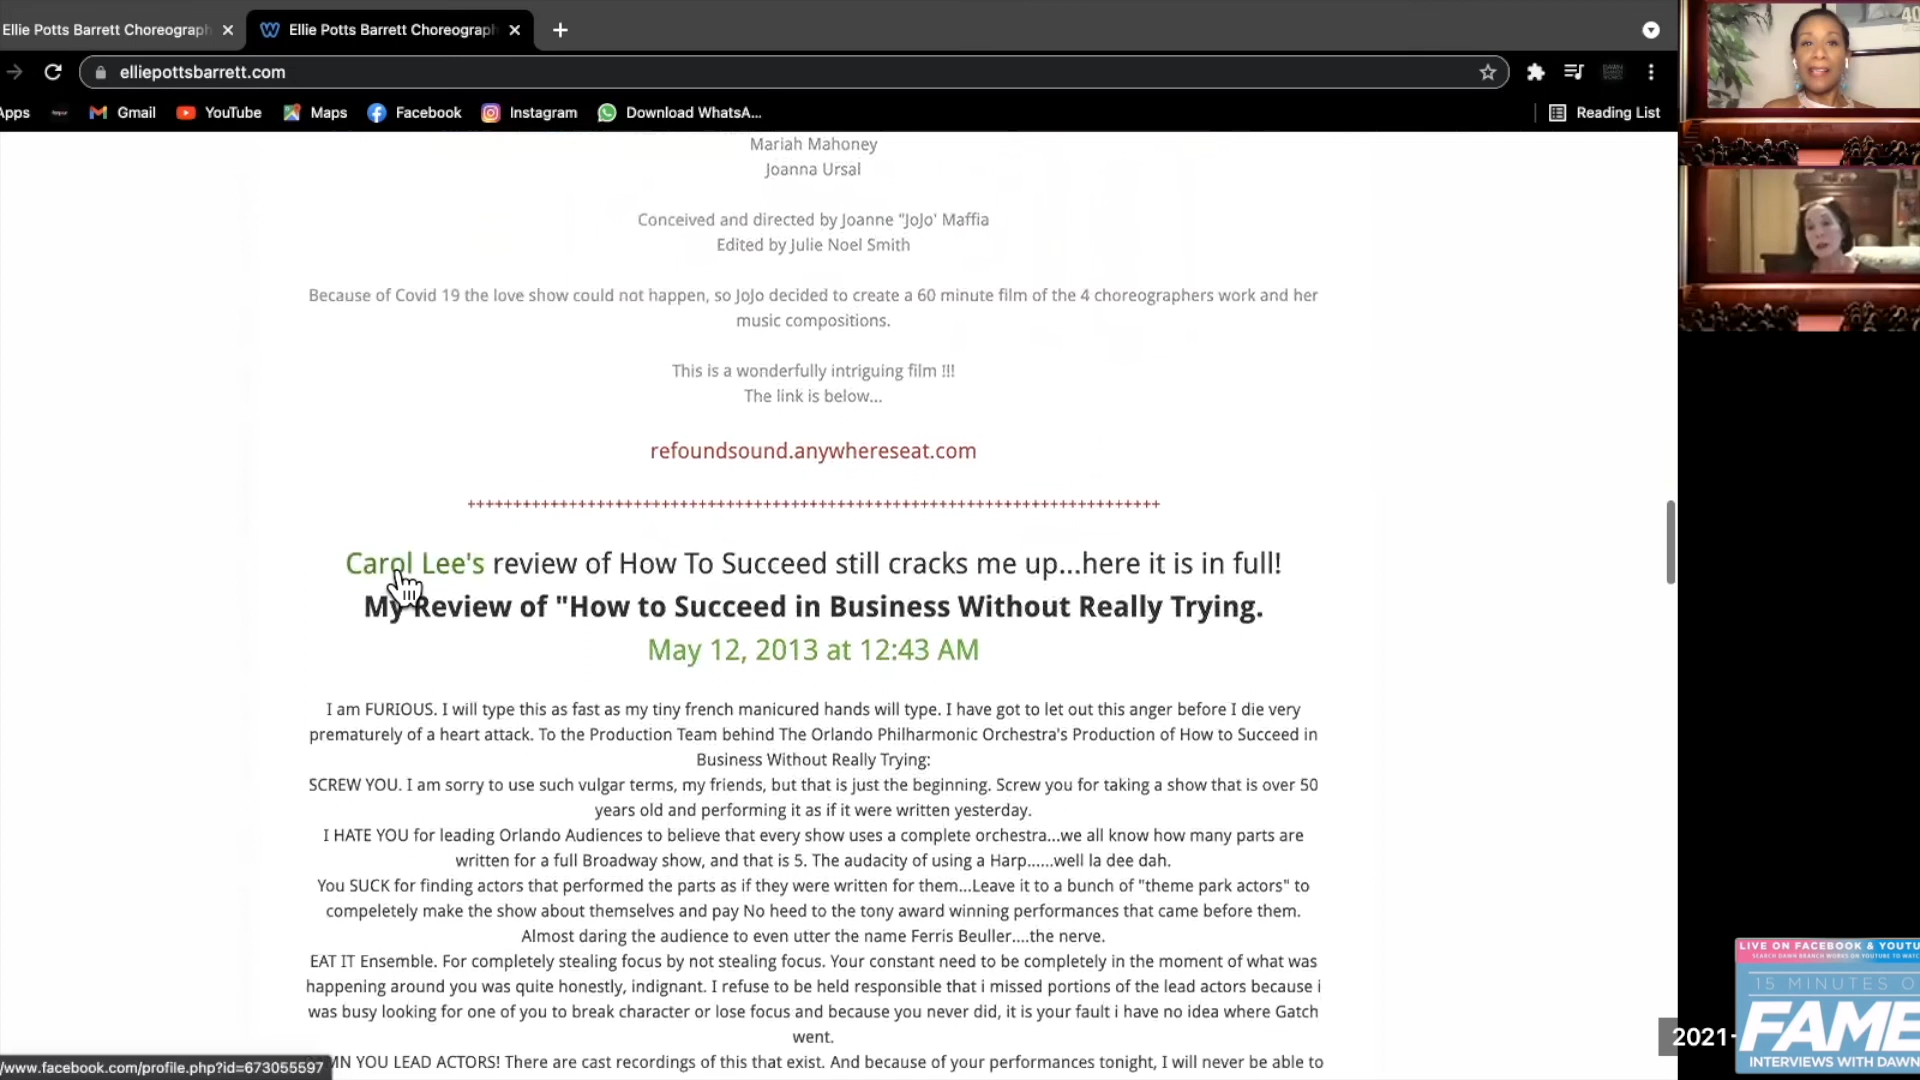 Ellie Potts Barrett Choreograph
Ellie Potts Barrett Choreograph
elliepottsbarrett.com
Apps
Gmail
YouTube
Maps
Facebook
Instagram
Download WhatsA...
Reading List
Mariah Mahoney
Joanna Ursal
Conceived and directed by Joanne "JoJo' Maffia
Edited by Julie Noel Smith
Because of Covid 19 the love show could not happen, so JoJo decided to create a 60 minute film of the 4 choreographers work and her
music compositions.
This is a wonderfully intriguing film !!!
The link is below...
refoundsound.anywhereseat.com
+++++++++++++++++++++++++++++++++++++++++++++++++++++++++++++++++++++++++++
Carol Lee's review of How To Succeed still cracks me up...here it is in full!
My Review of "How to Succeed in Business Without Really Trying.
May 12, 2013 at 12:43 AM
I am FURIOUS. I will type this as fast as my tiny french manicured hands will type. I have got to let out this anger before I die very
prematurely of a heart attack. To the Production Team behind The Orlando Philharmonic Orchestra's Production of How to Succeed in
Business Without Really Trying:
SCREW YOU. I am sorry to use such vulgar terms, my friends, but that is just the beginning. Screw you for taking a show that is over 50
years old and performing it as if it were written yesterday.
I HATE YOU for leading Orlando Audiences to believe that every show uses a complete orchestra...we all know how many parts are
written for a full Broadway show, and that is 5. The audacity of using a Harp......well la dee dah.
You SUCK for finding actors that performed the parts as if they were written for them...Leave it to a bunch of "theme park actors" to
compeletely make the show about themselves and pay No heed to the tony award winning performances that came before them.
Almost daring the audience to even utter the name Ferris Beuller....the nerve.
EAT IT Ensemble. For completely stealing focus by not stealing focus. Your constant need to be completely in the moment of what was
happening around you was quite honestly, indignant. I refuse to be held responsible that i missed portions of the lead actors because i
was busy looking for one of you to break character or lose focus and because you never did, it is your fault i have no idea where Gatch
went.
MN YOU LEAD ACTORS! There are cast recordings of this that exist. And because of your performances tonight, I will never be able to
/www.facebook.com/profile.php?id=673055597
LIVE ON FACEBOOK & YOUTU
SEARCH DAWN BRANCH WORKS ON YOUTUBE TO WATC
15 MINUTES O
FAME
INTERVIEWS WITH DAWN
2021-